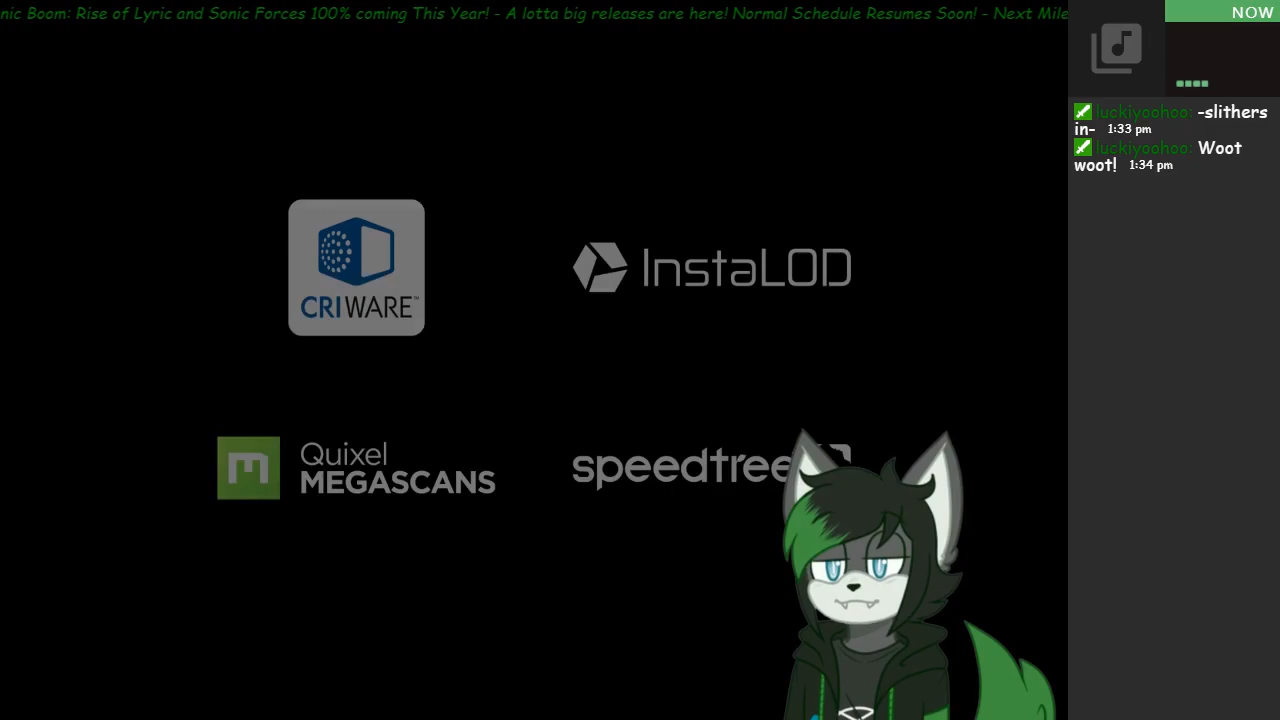 nic Boom: Rise of Lyric and Sonic Forces 100% coming This Year! - A lotta big releases are here! Normal Schedule Resumes Soon! - Next Mile
NOW
luckiyoohoo: -slithers
in- 1:33 pm
luckiyoohoo: Woot
woot! 1:34 pm
CRIWARE™
InstaLOD
Quixel
MEGASCANS
speedtree